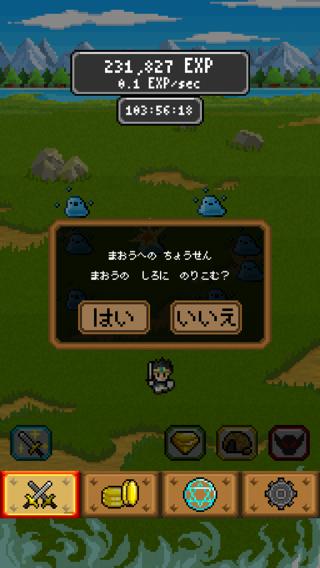 231,827 EXP
0.1 EXP/sec
103:56:18
まおうへの ちょうせん
まおうの しろに のりこむ?
はい
いいえ